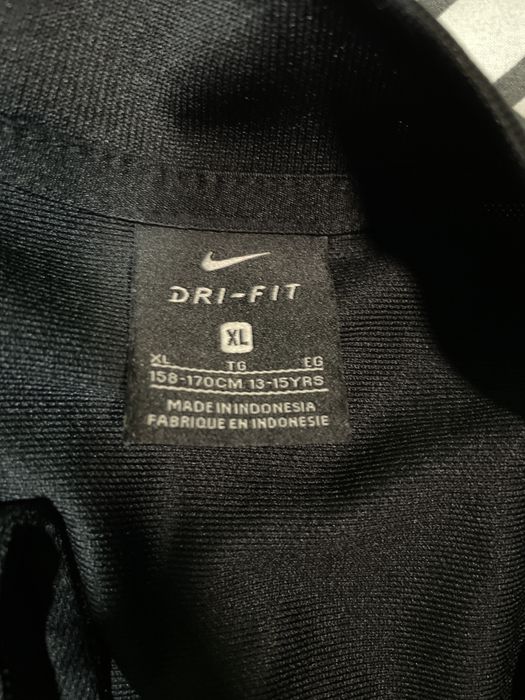 DRI-FIT
XL
XL TG EG
158-170CM 13-15YRS
MADE IN INDONESIA
FABRIQUE EN INDONESIE